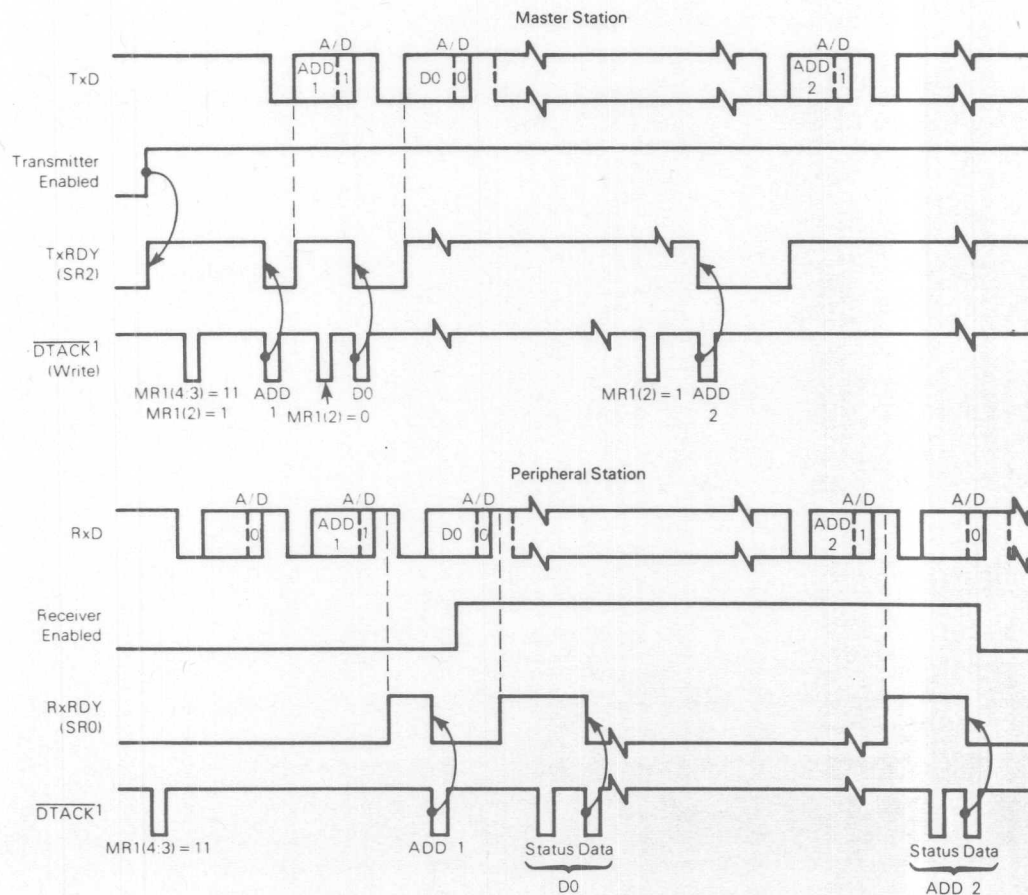 Master Station
A/D A/D A/D
TxD
ADD 1 1 D0 0 ADD 2 1
Transmitter
Enabled
TxRDY
(SR2)
DTACK1
(Write)
MR1(4:3) = 11 ADD D0 MR1(2) = 1 ADD
MR1(2) = 1 1 MR1(2) = 0 2
Peripheral Station
A/D A/D A/D A/D A/D
RxD
0 ADD 1 1 D0 0 ADD 2 1 0
Receiver
Enabled
RxRDY
(SR0)
DTACK1
MR1(4:3) = 11 ADD 1 Status Data Status Data
D0 ADD 2